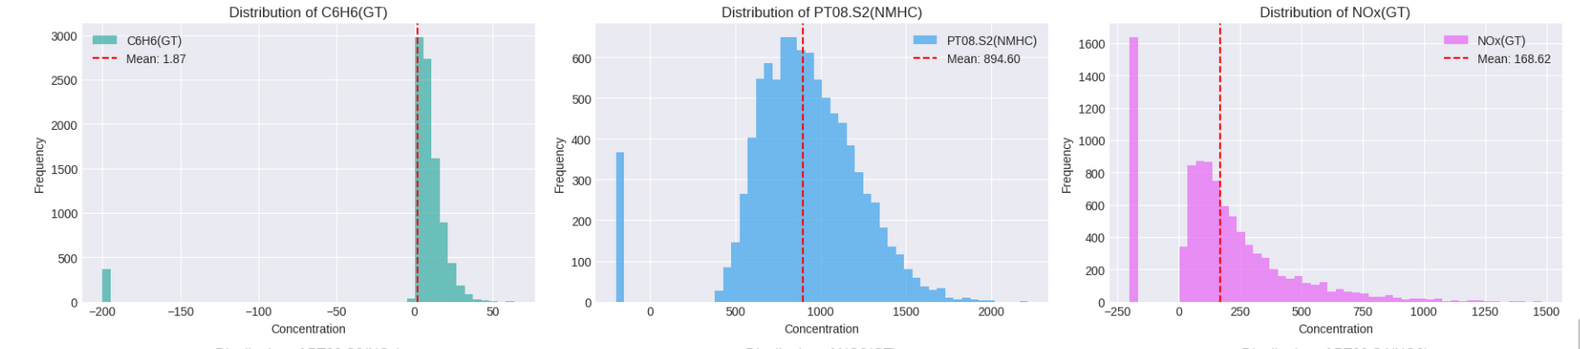 Distribution of C6H6(GT)
3000
2500
2000
1500
1000
500
0
Frequency
C6H6(GT)
Mean: 1.87
−200 −150 −100 −50 0 50
Concentration
Distribution of PT08.S2(NMHC)
600
500
400
300
200
100
0
Frequency
PT08.S2(NMHC)
Mean: 894.60
0 500 1000 1500 2000
Concentration
Distribution of NOx(GT)
1600
1400
1200
1000
800
600
400
200
0
Frequency
NOx(GT)
Mean: 168.62
−250 0 250 500 750 1000 1250 1500
Concentration